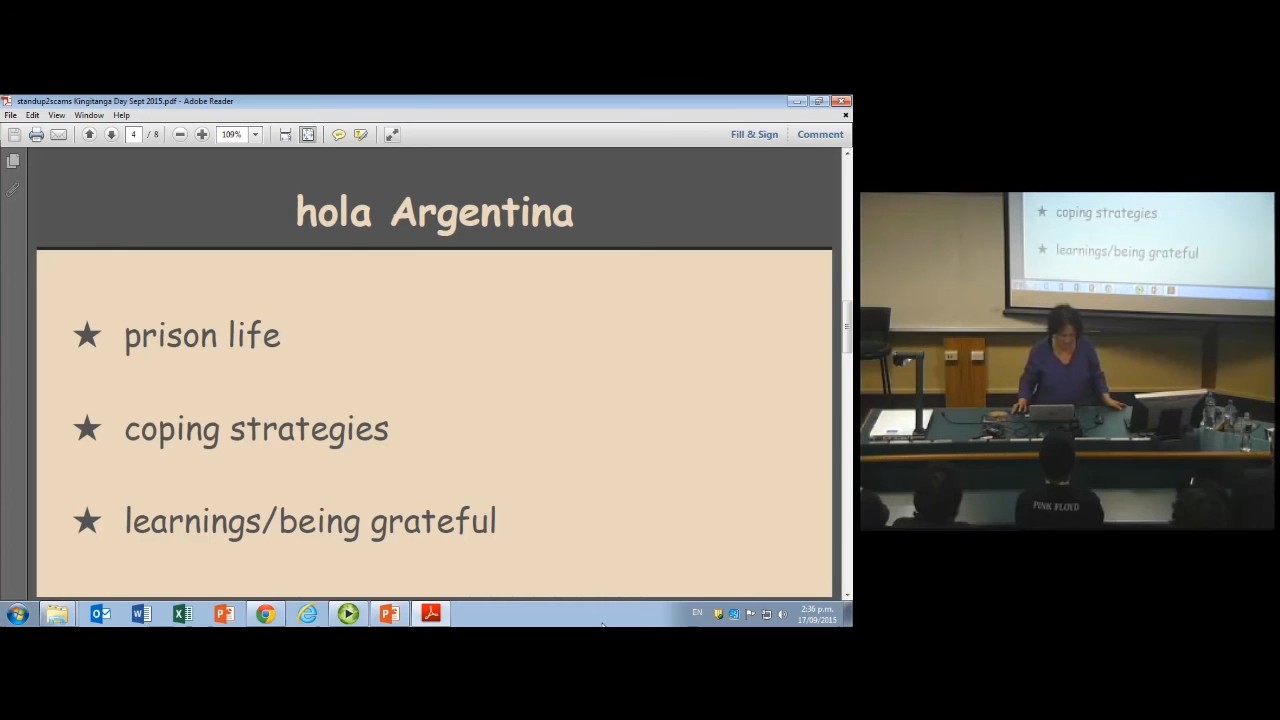 standup2scams Kingitanga Day Sept 2015.pdf - Adobe Reader
File Edit View Window Help
4 / 8
109%
Fill & Sign
Comment
hola Argentina
★ prison life
★ coping strategies
★ learnings/being grateful
EN
2:36 p.m.
17/09/2015
★ coping strategies
★ learnings/being grateful
PINK FLOYD